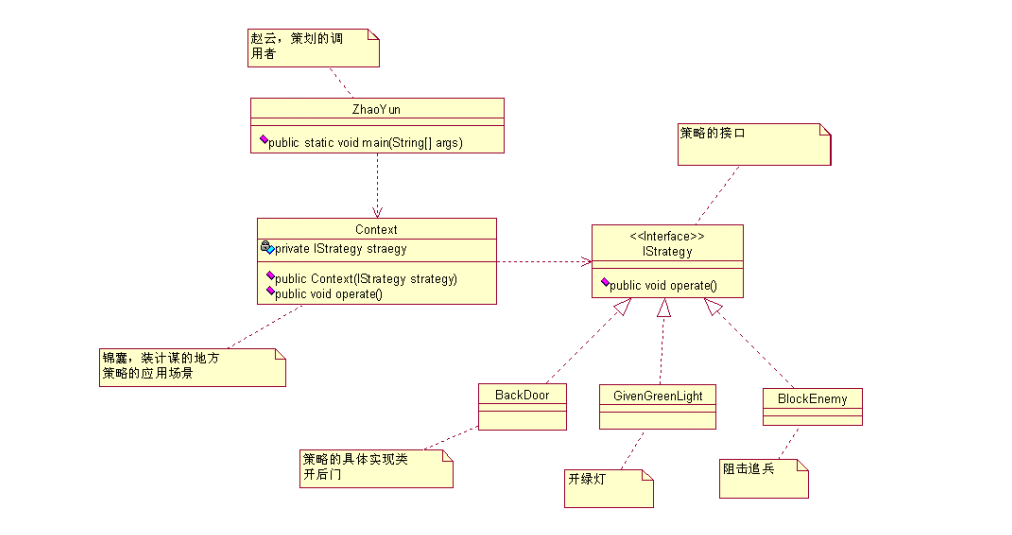 赵云，策划的调
用者
ZhaoYun
public static void main(String[] args)
策略的接口
Context
private IStrategy straegy
public Context(IStrategy strategy)
public void operate()
<<Interface>>
IStrategy
public void operate()
锦囊，装计谋的地方
策略的应用场景
BackDoor
GivenGreenLight
BlockEnemy
策略的具体实现类
开后门
开绿灯
阻击追兵